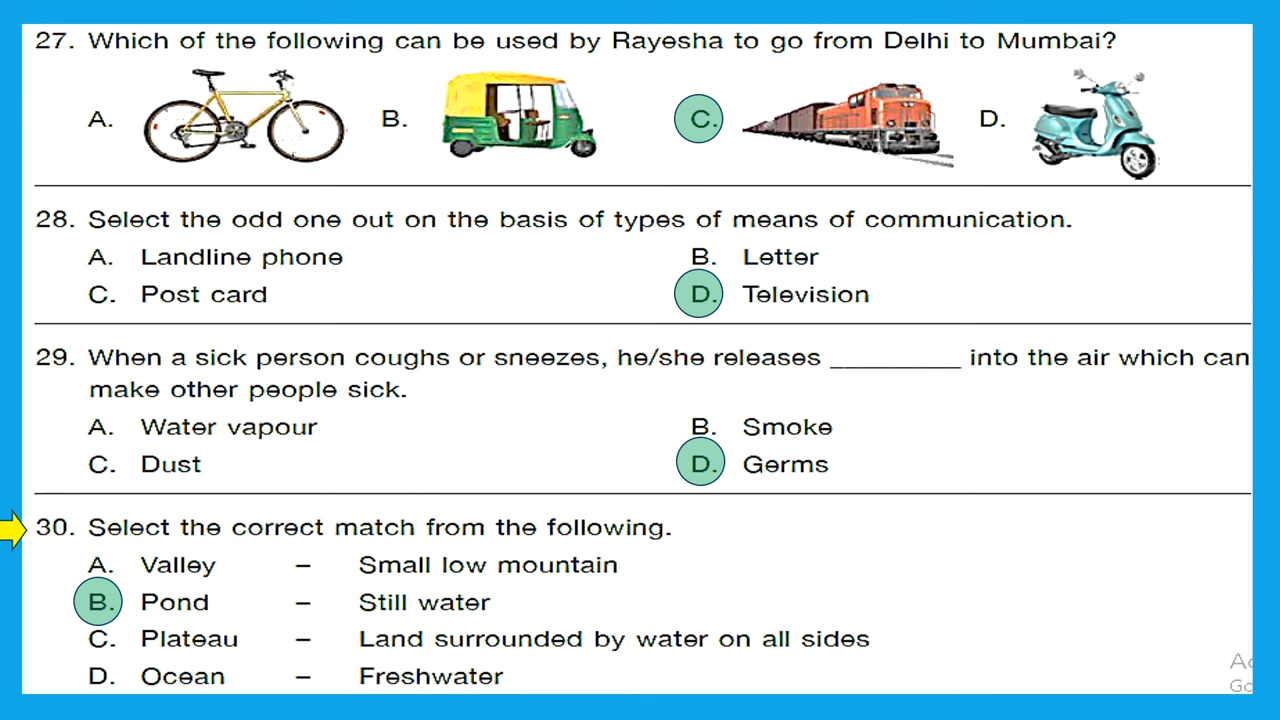 27. Which of the following can be used by Rayesha to go from Delhi to Mumbai?
A. B. C. D.
28. Select the odd one out on the basis of types of means of communication.
A. Landline phone B. Letter
C. Post card D. Television
29. When a sick person coughs or sneezes, he/she releases _________ into the air which can
make other people sick.
A. Water vapour B. Smoke
C. Dust D. Germs
30. Select the correct match from the following.
A. Valley – Small low mountain
B. Pond – Still water
C. Plateau – Land surrounded by water on all sides
D. Ocean – Freshwater